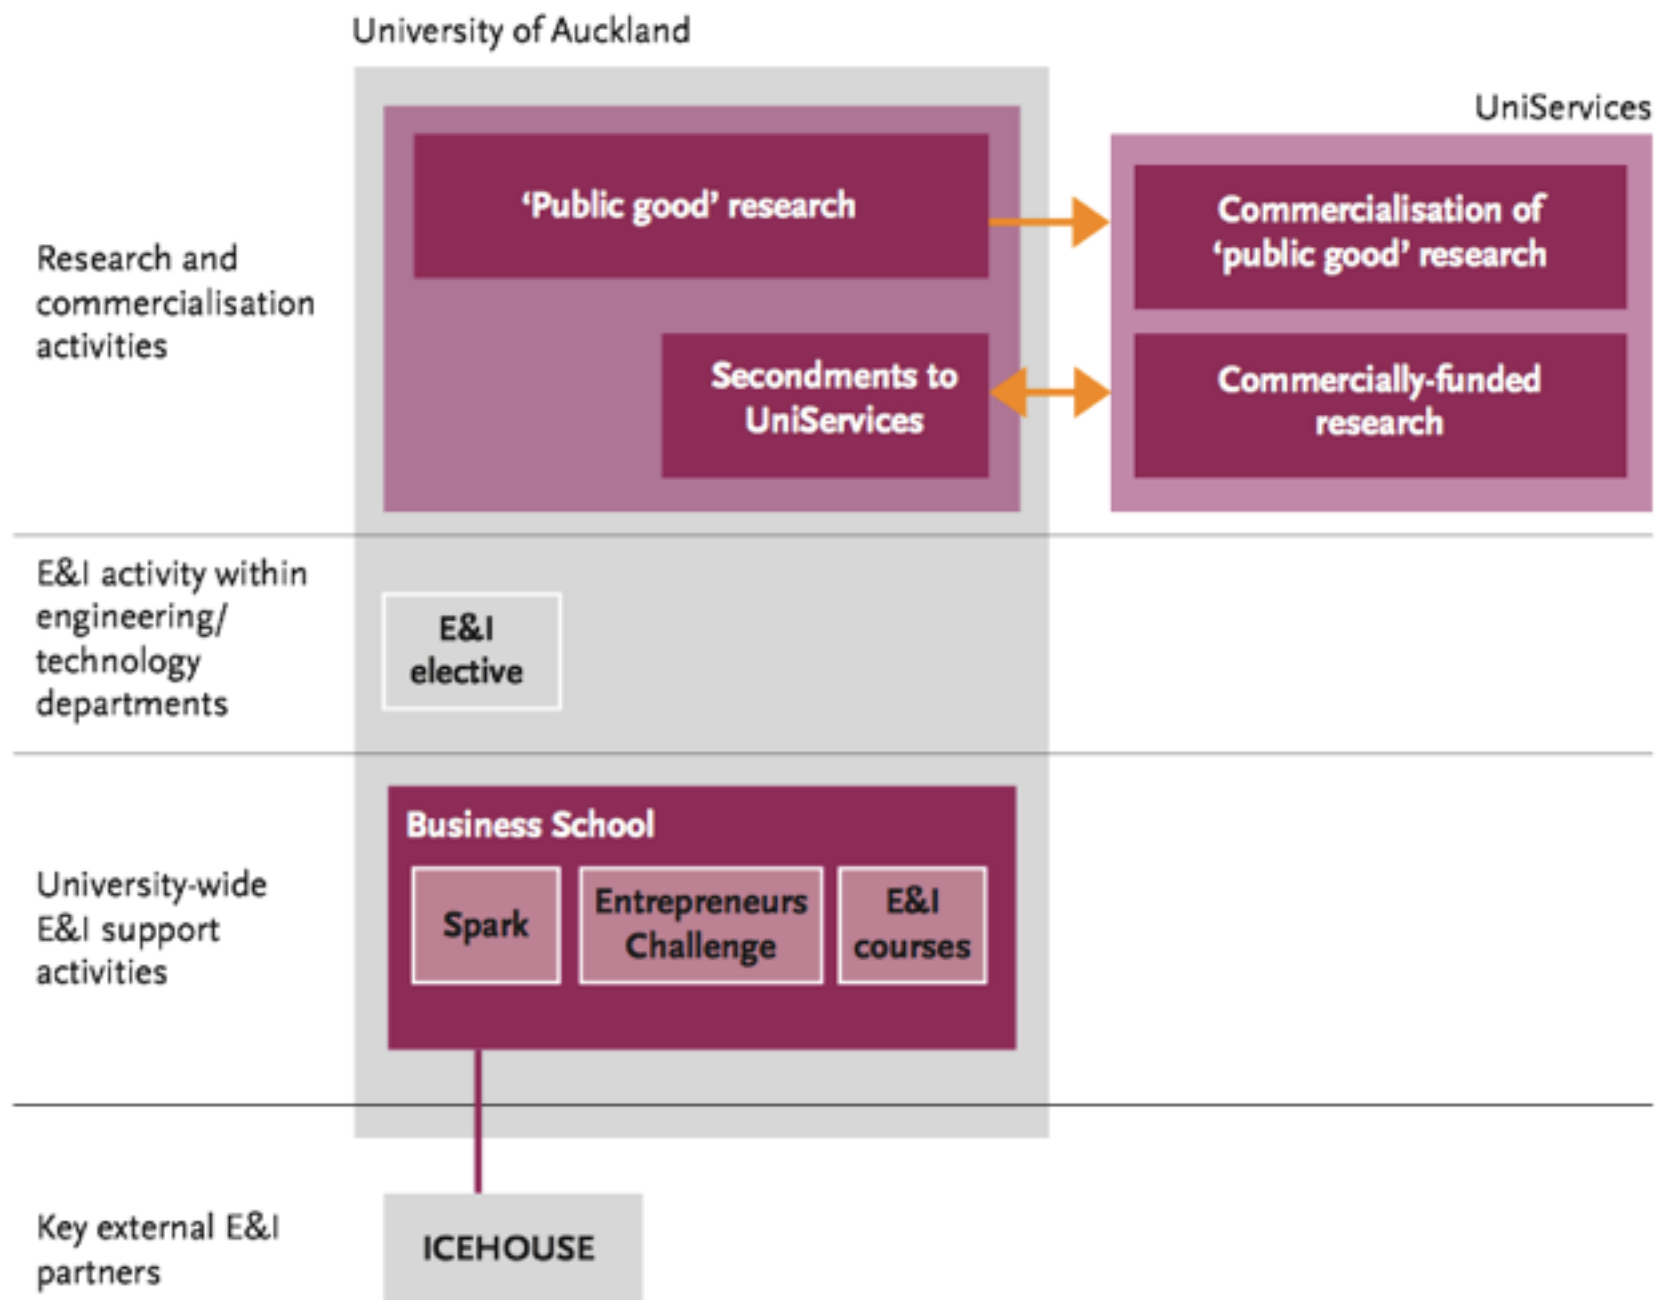 University of Auckland
UniServices
Research and
commercialisation
activities
‘Public good’ research
Commercialisation of
‘public good’ research
Secondments to
UniServices
Commercially-funded
research
E&I activity within
engineering/
technology
departments
E&I
elective
University-wide
E&I support
activities
Business School
Spark
Entrepreneurs
Challenge
E&I
courses
Key external E&I
partners
ICEHOUSE